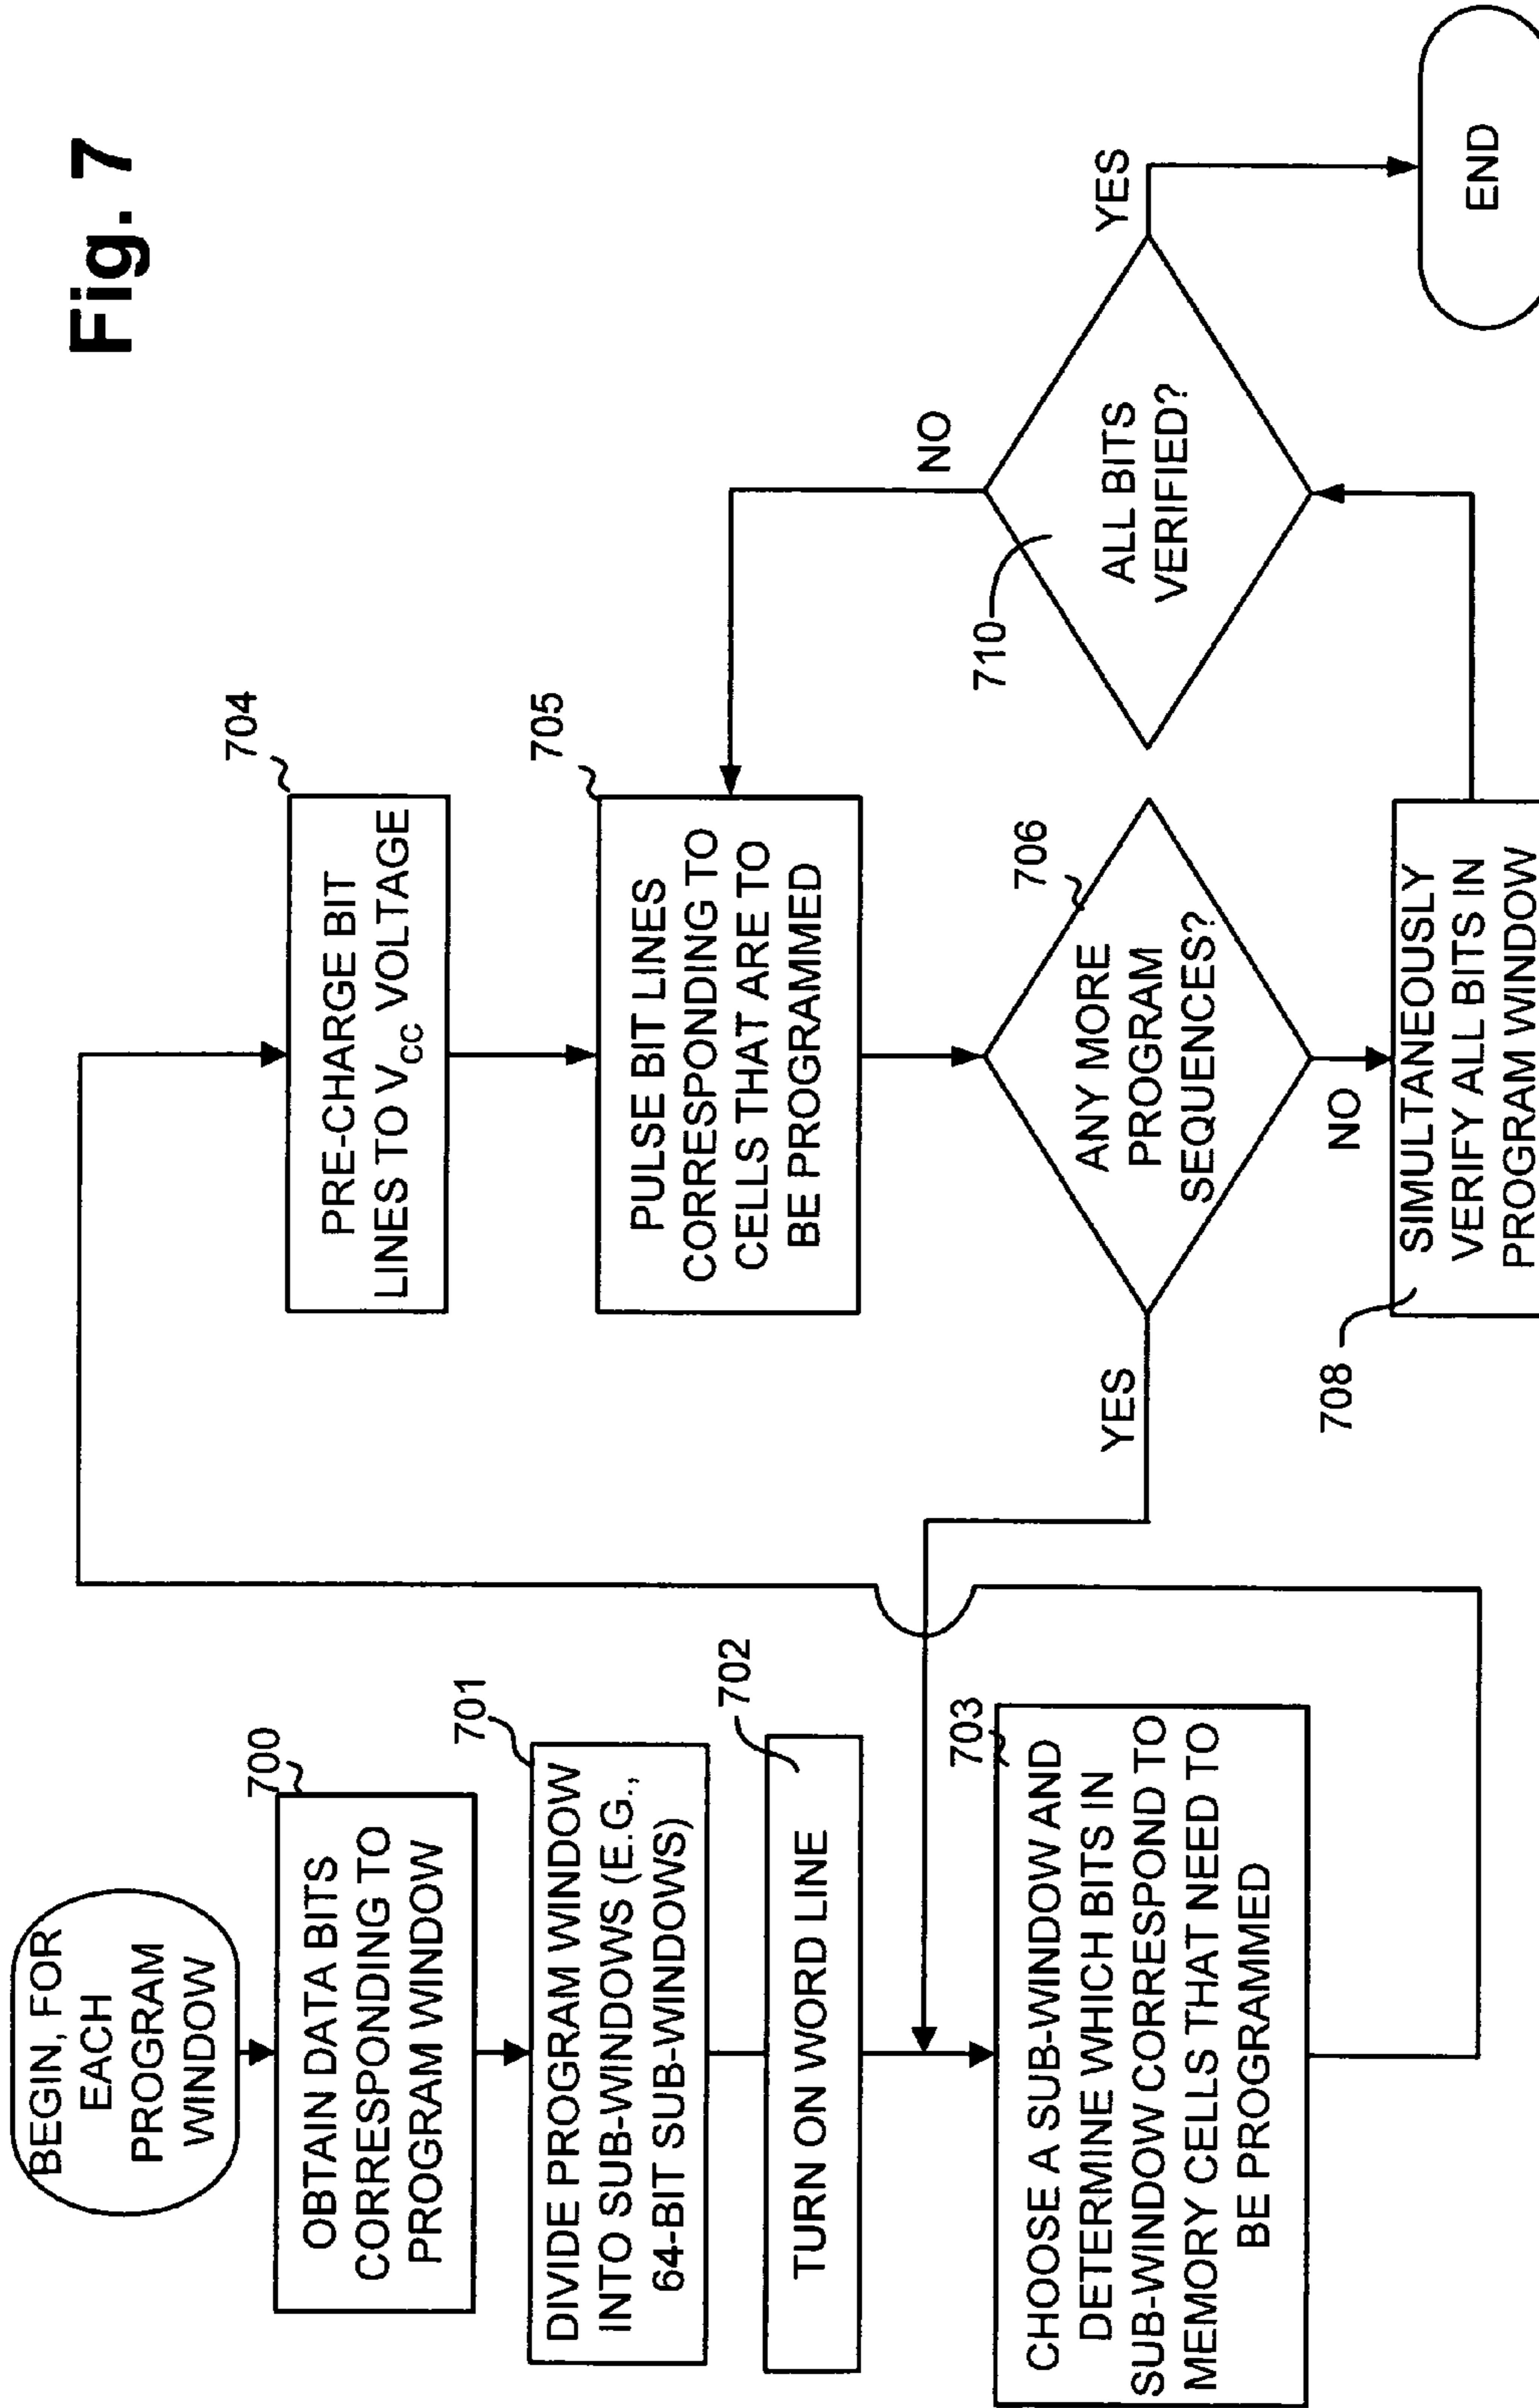 Fig. 7
BEGIN, FOR
EACH
PROGRAM
WINDOW
700
OBTAIN DATA BITS
CORRESPONDING TO
PROGRAM WINDOW
701
DIVIDE PROGRAM WINDOW
INTO SUB-WINDOWS (E.G.,
64-BIT SUB-WINDOWS)
702
TURN ON WORD LINE
703
CHOOSE A SUB-WINDOW AND
DETERMINE WHICH BITS IN
SUB-WINDOW CORRESPOND TO
MEMORY CELLS THAT NEED TO
BE PROGRAMMED
704
PRE-CHARGE BIT
LINES TO VCC VOLTAGE
705
PULSE BIT LINES
CORRESPONDING TO
CELLS THAT ARE TO
BE PROGRAMMED
706
ANY MORE
PROGRAM
SEQUENCES?
YES
NO
708
SIMULTANEOUSLY
VERIFY ALL BITS IN
PROGRAM WINDOW
710
ALL BITS
VERIFIED?
NO
YES
END